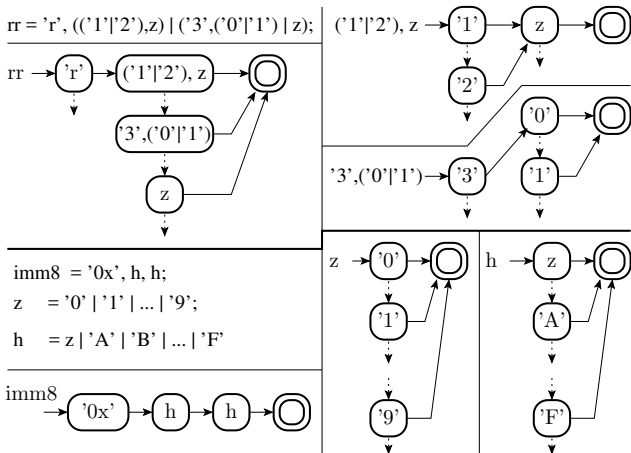 rr = 'r', (('1'|'2'),z) | ('3',('0'|'1') | z);
rr 'r' ('1'|'2'), z
'3',('0'|'1')
z
('1'|'2'), z '1' z
'2'
'0'
'3',('0'|'1') '3' '1'
imm8 = '0x', h, h;
z = '0' | '1' | ... | '9';
h = z | 'A' | 'B' | ... | 'F'
imm8
'0x' h h
z '0'
'1'
'9'
h z
'A'
'F'